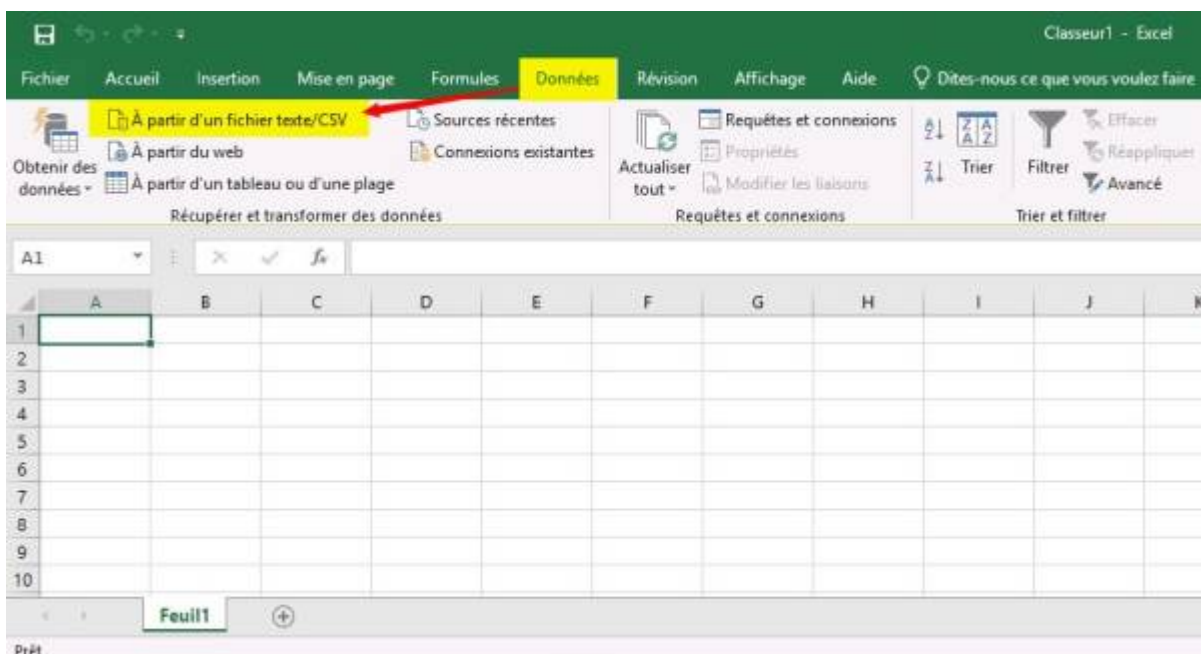 Classeur1 - Excel
Fichier Accueil Insertion Mise en page Formules Données Révision Affichage Aide Dites-nous ce que vous voulez faire
À partir d'un fichier texte/CSV Sources récentes Requêtes et connexions Effacer
À partir du web Connexions existantes Propriétés Trier Filtrer Réappliquer
Obtenir des données À partir d'un tableau ou d'une plage Actualiser tout Modifier les liaisons Avancé
Récupérer et transformer des données Requêtes et connexions Trier et filtrer
A1 fx
A B C D E F G H I J K
1
2
3
4
5
6
7
8
9
10
Feuil1
Prêt